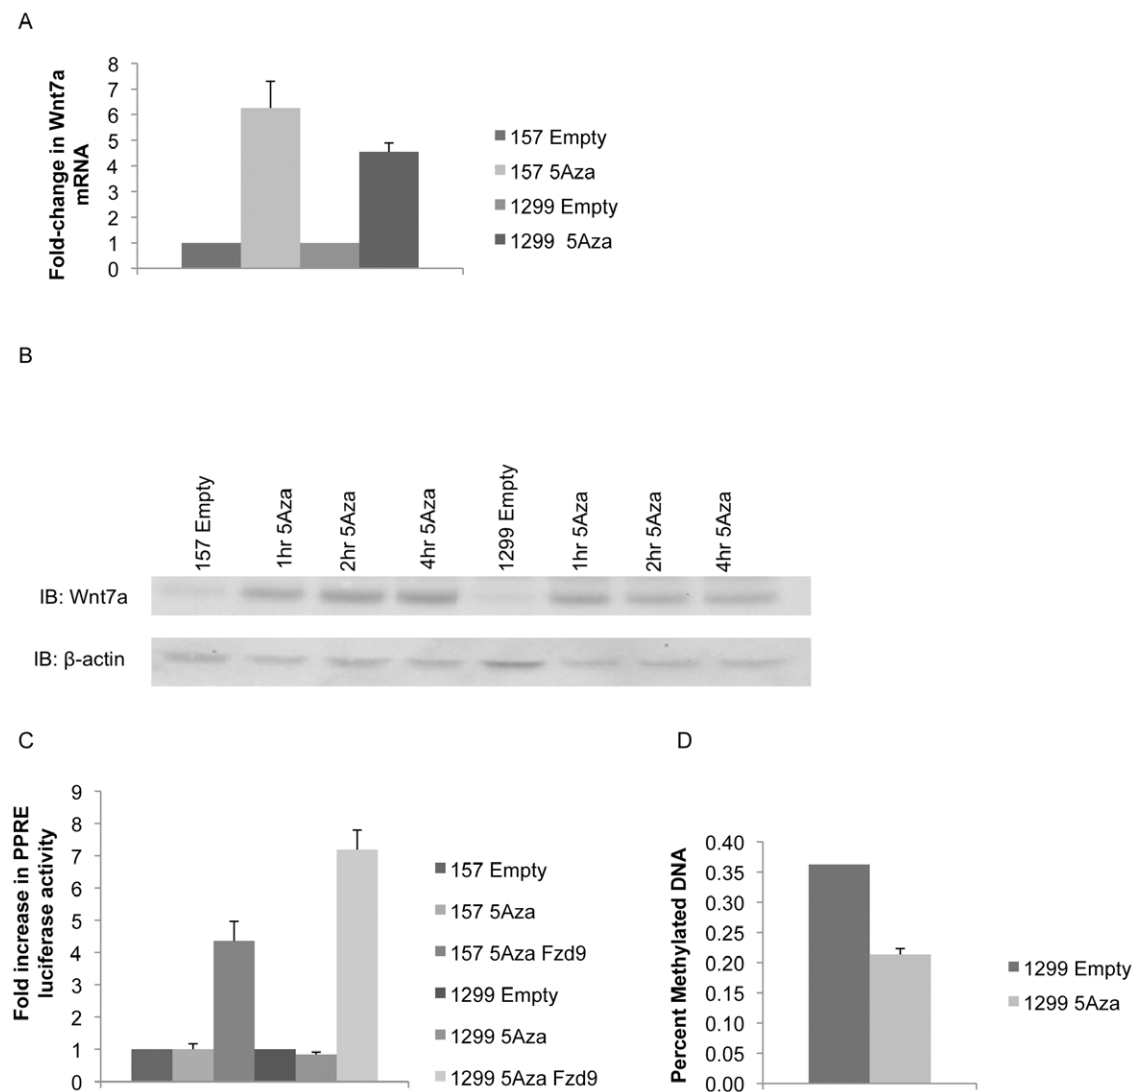 A
Fold-change in Wnt7a
mRNA
8
7
6
5
4
3
2
1
0
157 Empty
157 5Aza
1299 Empty
1299 5Aza
B
157 Empty
1hr 5Aza
2hr 5Aza
4hr 5Aza
1299 Empty
1hr 5Aza
2hr 5Aza
4hr 5Aza
IB: Wnt7a
IB: β-actin
C
Fold increase in PPRE
luciferase activity
9
8
7
6
5
4
3
2
1
0
157 Empty
157 5Aza
157 5Aza Fzd9
1299 Empty
1299 5Aza
1299 5Aza Fzd9
D
Percent Methylated DNA
0.40
0.35
0.30
0.25
0.20
0.15
0.10
0.05
0.00
1299 Empty
1299 5Aza